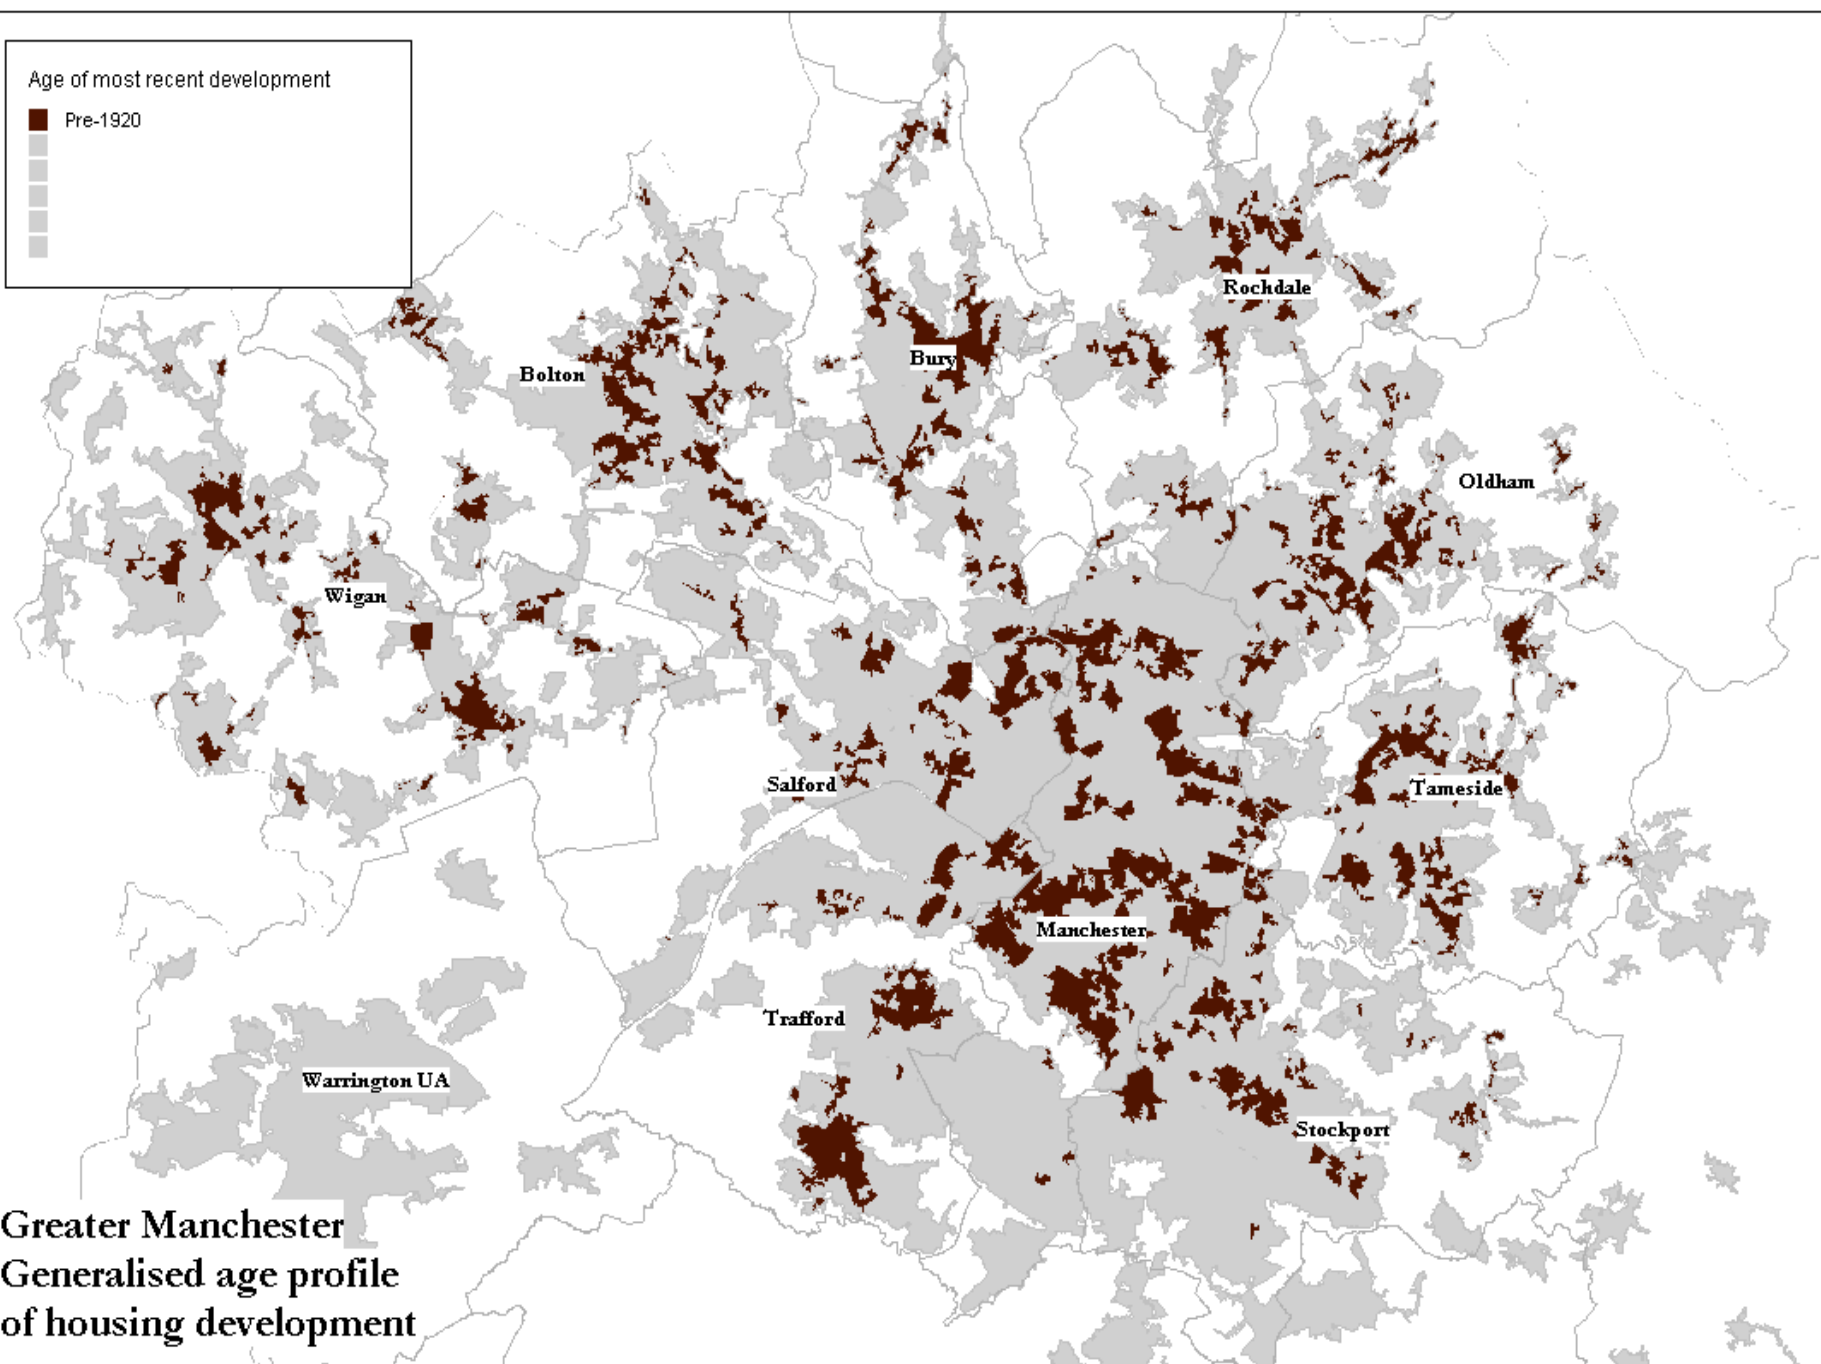 Age of most recent development
Pre-1920
Rochdale
Bury
Bolton
Oldham
Wigan
Salford
Tameside
Manchester
Trafford
Warrington UA
Stockport
Greater Manchester
Generalised age profile
of housing development